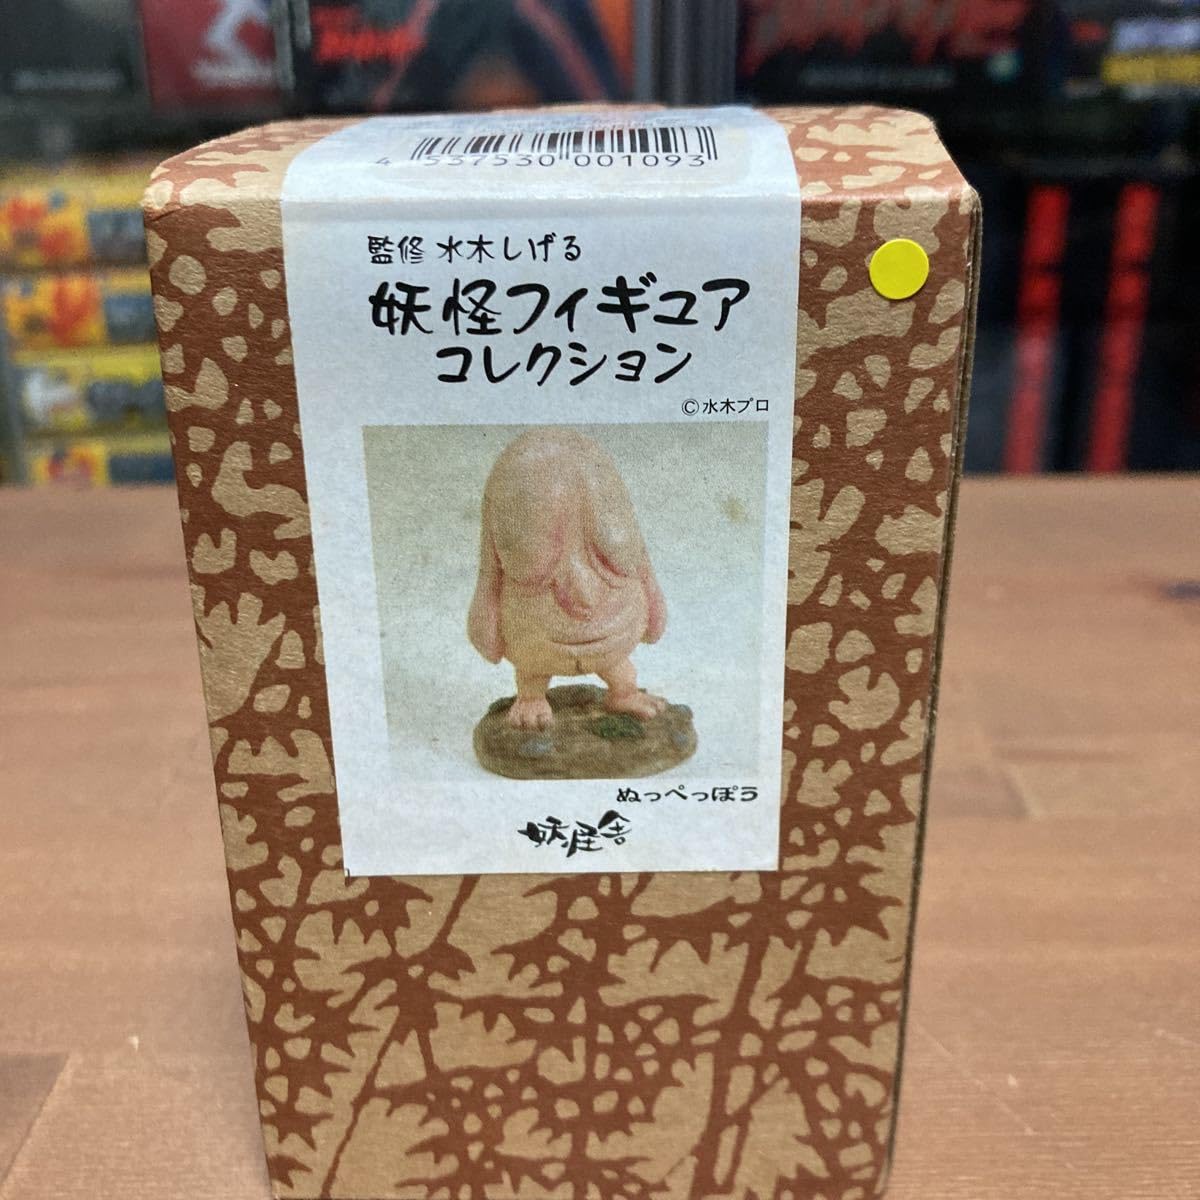 4 537530 001093
監修 水木しげる
妖怪フィギュア
コレクション
©水木プロ
ぬっぺっぽう
妖怪舎